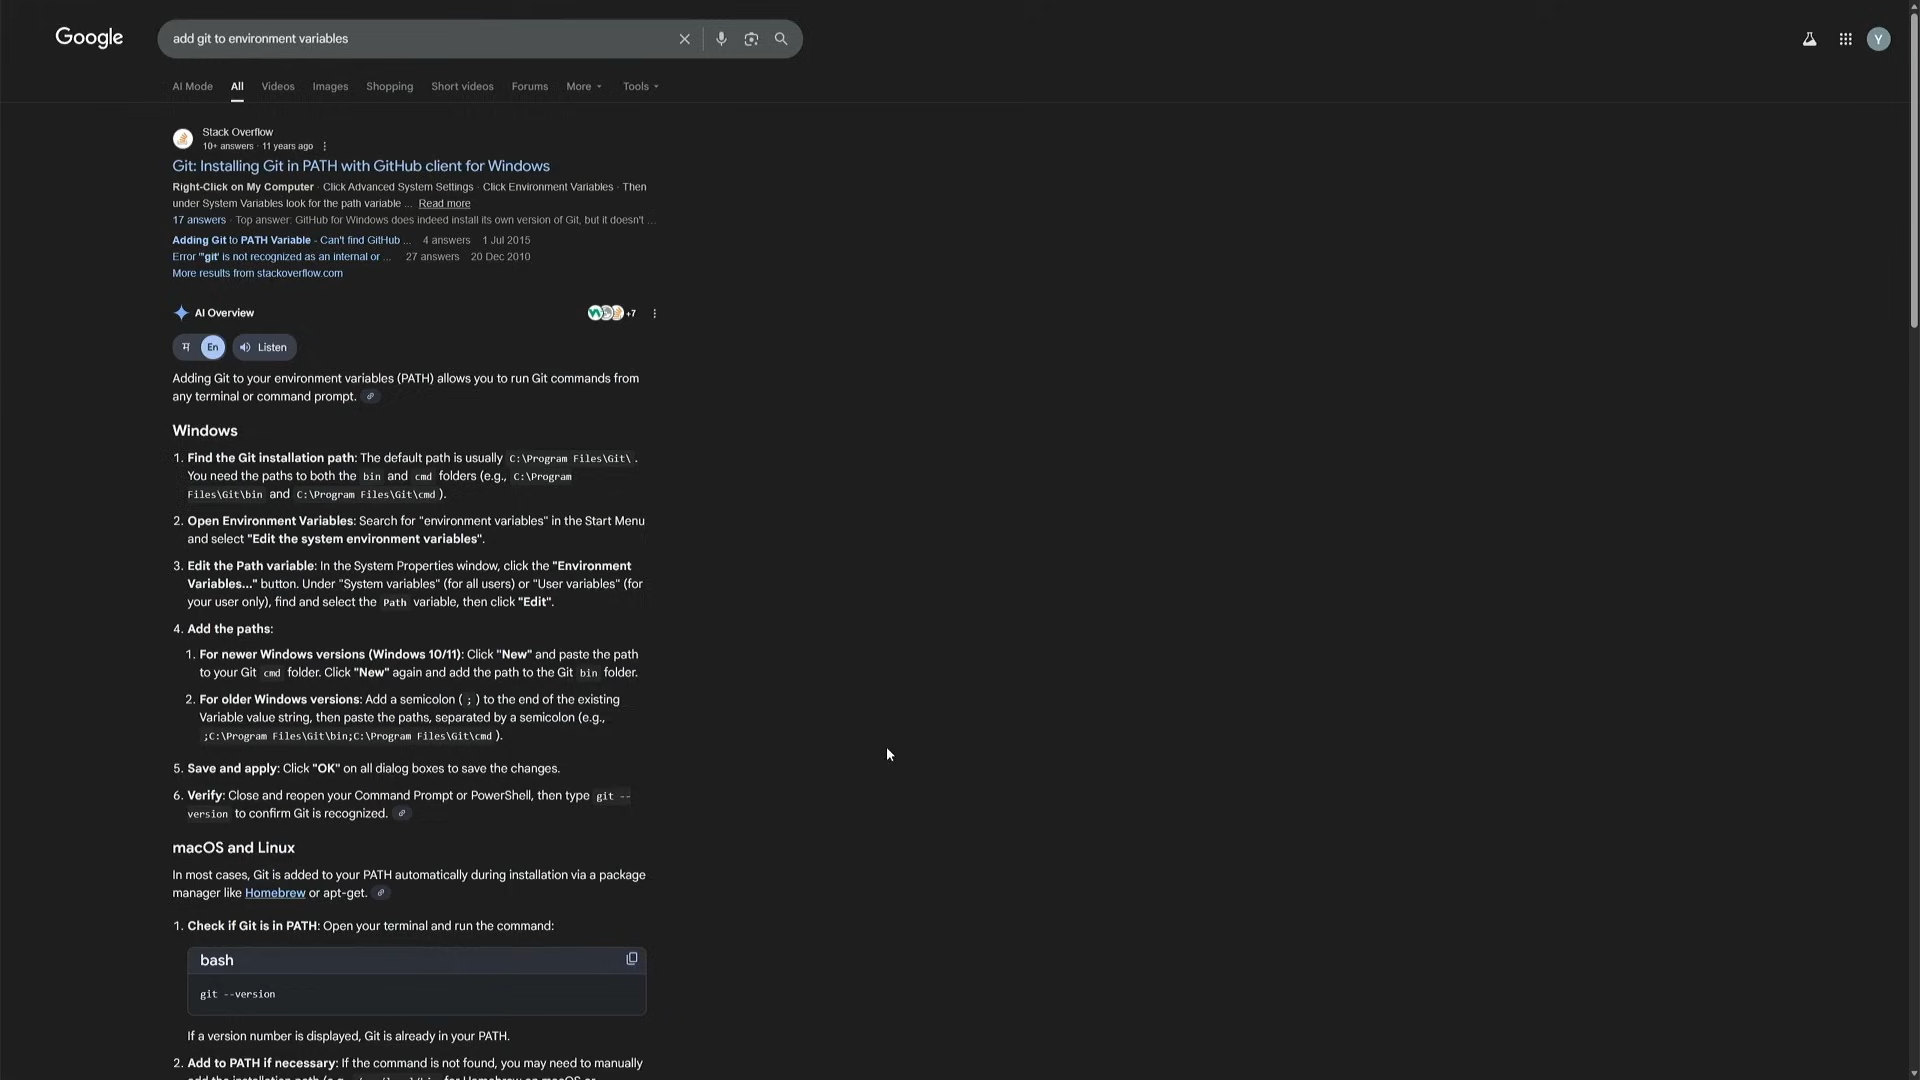 Google
add git to environment variables
Y
AI Mode All Videos Images Shopping Short videos Forums More Tools
Stack Overflow
10+ answers · 11 years ago
Git: Installing Git in PATH with GitHub client for Windows
Right-Click on My Computer · Click Advanced System Settings · Click Environment Variables · Then
under System Variables look for the path variable ... Read more
17 answers · Top answer: GitHub for Windows does indeed install its own version of Git, but it doesn't ...
Adding Git to PATH Variable - Can't find GitHub ... 4 answers 1 Jul 2015
Error "'git' is not recognized as an internal or ... 27 answers 20 Dec 2010
More results from stackoverflow.com
AI Overview
+7
म En Listen
Adding Git to your environment variables (PATH) allows you to run Git commands from
any terminal or command prompt.
Windows
1. Find the Git installation path: The default path is usually C:\Program Files\Git\ .
You need the paths to both the bin and cmd folders (e.g., C:\Program
Files\Git\bin and C:\Program Files\Git\cmd ).
2. Open Environment Variables: Search for "environment variables" in the Start Menu
and select "Edit the system environment variables".
3. Edit the Path variable: In the System Properties window, click the "Environment
Variables..." button. Under "System variables" (for all users) or "User variables" (for
your user only), find and select the Path variable, then click "Edit".
4. Add the paths:
1. For newer Windows versions (Windows 10/11): Click "New" and paste the path
to your Git cmd folder. Click "New" again and add the path to the Git bin folder.
2. For older Windows versions: Add a semicolon ( ; ) to the end of the existing
Variable value string, then paste the paths, separated by a semicolon (e.g.,
;C:\Program Files\Git\bin;C:\Program Files\Git\cmd ).
5. Save and apply: Click "OK" on all dialog boxes to save the changes.
6. Verify: Close and reopen your Command Prompt or PowerShell, then type git --
version to confirm Git is recognized.
macOS and Linux
In most cases, Git is added to your PATH automatically during installation via a package
manager like Homebrew or apt-get.
1. Check if Git is in PATH: Open your terminal and run the command:
bash
git --version
If a version number is displayed, Git is already in your PATH.
2. Add to PATH if necessary: If the command is not found, you may need to manually